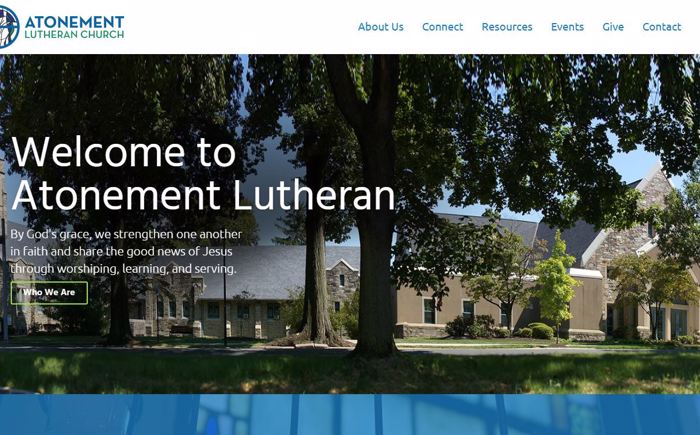 ATONEMENT
LUTHERAN CHURCH
About Us Connect Resources Events Give Contact
Welcome to
Atonement Lutheran
By God's grace, we strengthen one another
in faith and share the good news of Jesus
through worshiping, learning, and serving.
Who We Are